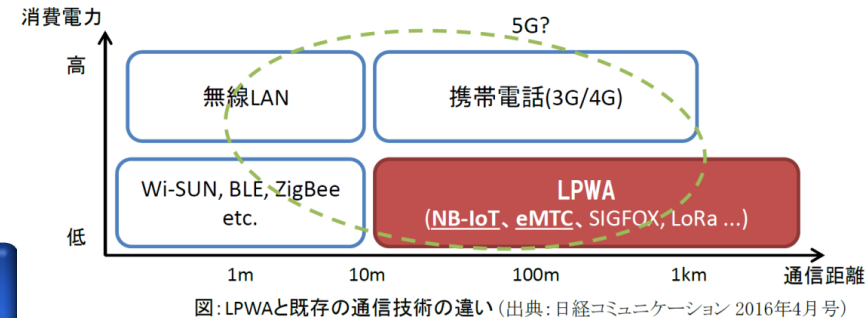 消費電力
5G?
高
無線LAN
携帯電話(3G/4G)
Wi-SUN, BLE, ZigBee
etc.
LPWA
(NB-IoT、eMTC、SIGFOX, LoRa ...)
低
1m
10m
100m
1km
通信距離
図:LPWAと既存の通信技術の違い(出典:日経コミュニケーション 2016年4月号)